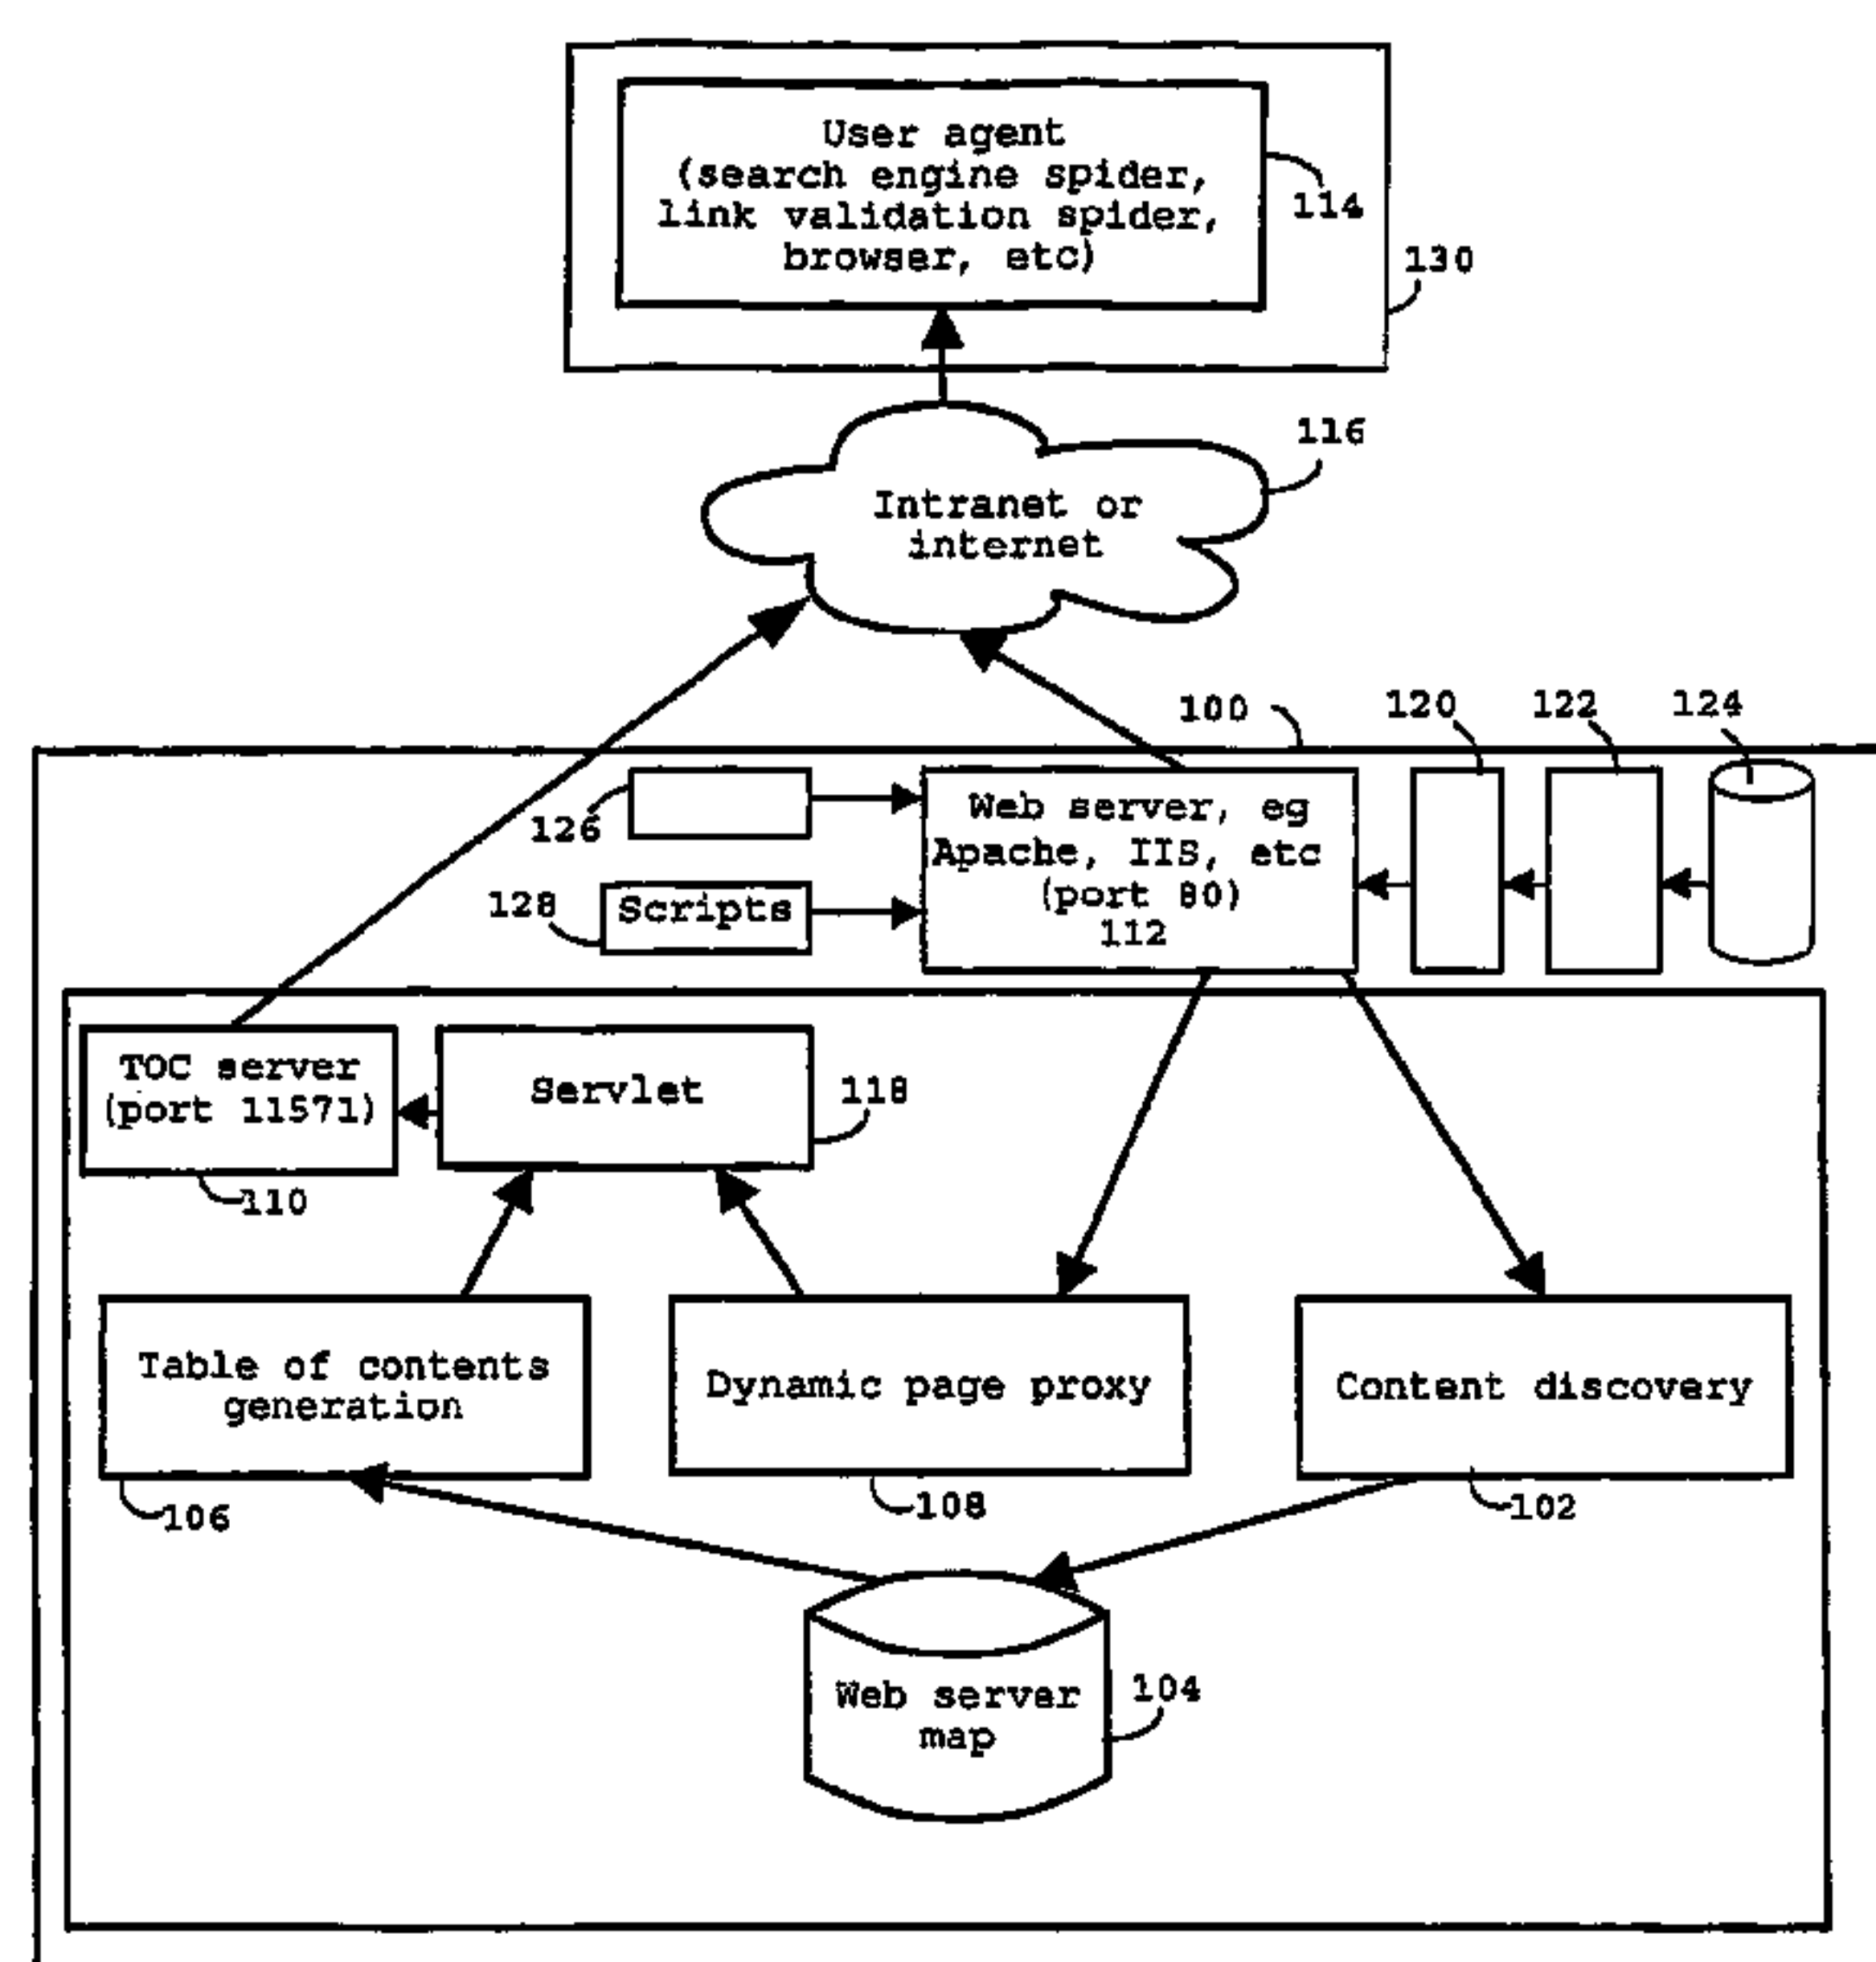 User agent
(search engine spider,
link validation spider,
browser, etc)
114
130
116
Intranet or
internet
100
120
122
124
126
Web server, eg
Apache, IIS, etc
(port 80)
112
128
Scripts
TOC server
(port 11571)
110
Servlet
118
Table of contents
generation
106
Dynamic page proxy
108
Content discovery
102
Web server
map
104